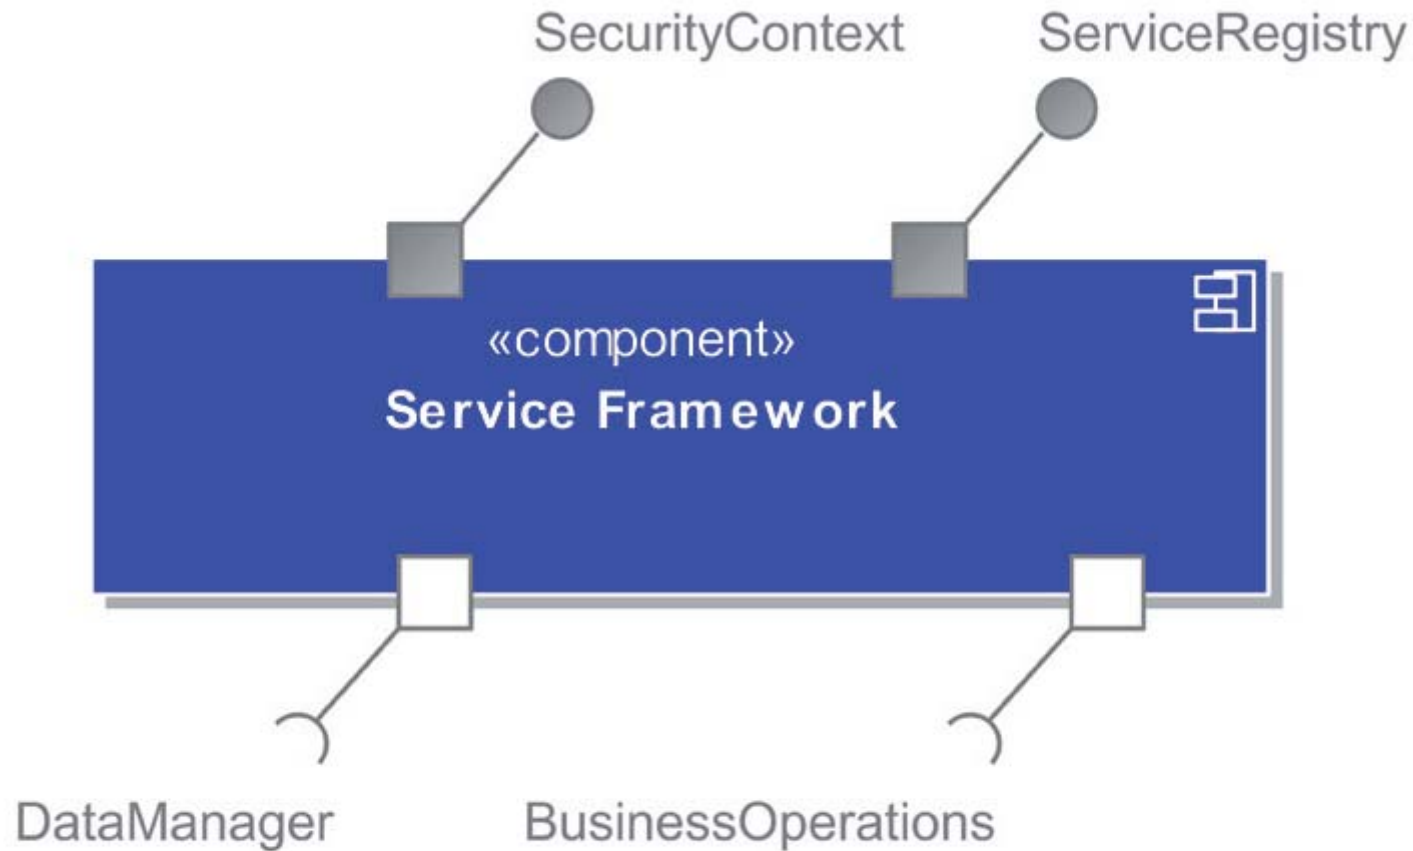 SecurityContext
ServiceRegistry
«component»
Service Framework
DataManager
BusinessOperations